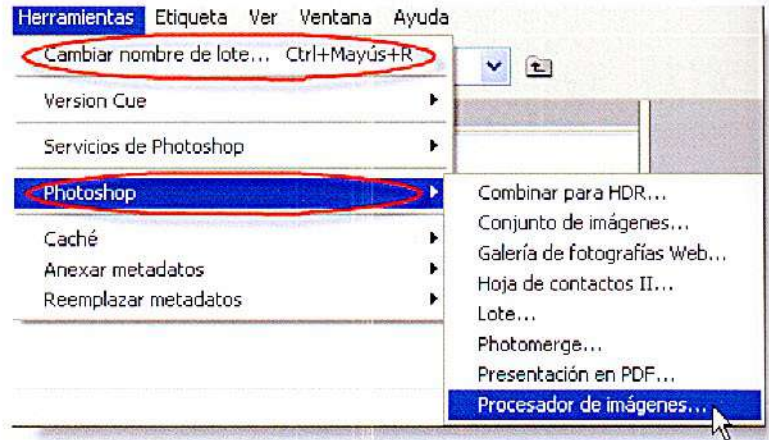 Herramientas Etiqueta Ver Ventana Ayuda
Cambiar nombre de lote... Ctrl+Mayús+R
Version Cue
Servicios de Photoshop
Photoshop
Caché
Anexar metadatos
Reemplazar metadatos
Combinar para HDR...
Conjunto de imágenes...
Galería de fotografías Web...
Hoja de contactos II...
Lote...
Photomerge...
Presentación en PDF...
Procesador de imágenes...